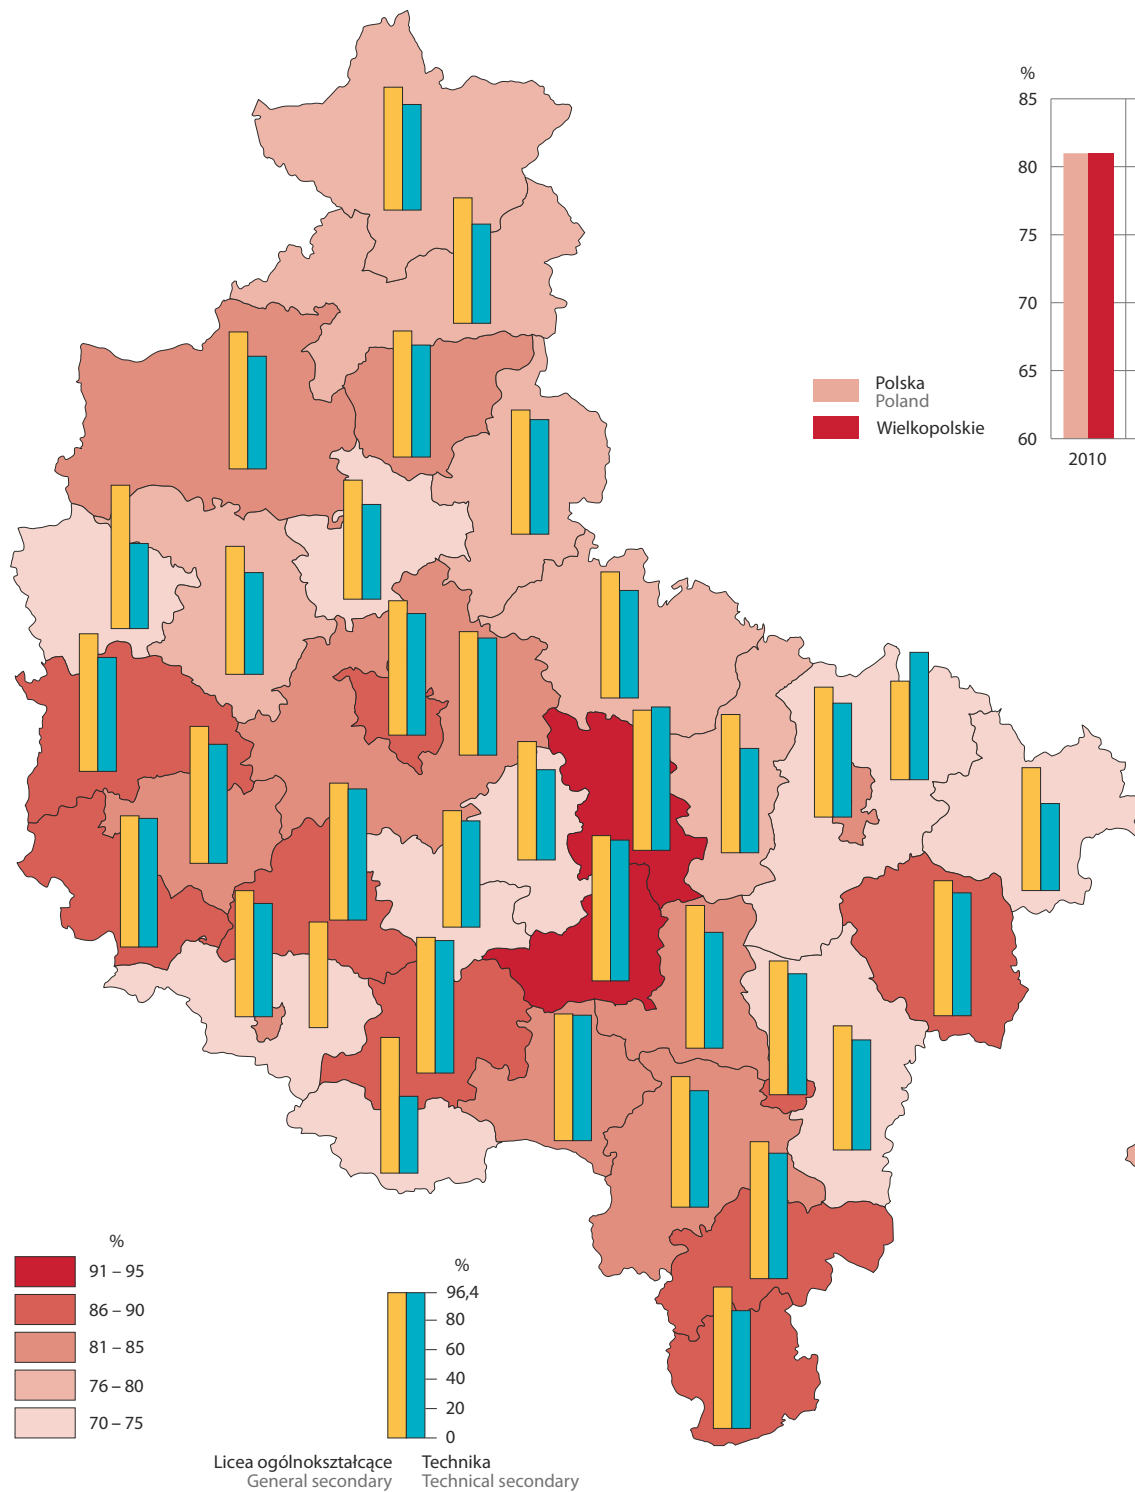 %
85
80
75
70
65
60
2010
Polska
Poland
Wielkopolskie
%
91 – 95
86 – 90
81 – 85
76 – 80
70 – 75
%
96,4
80
60
40
20
0
Licea ogólnokształcące
General secondary
Technika
Technical secondary